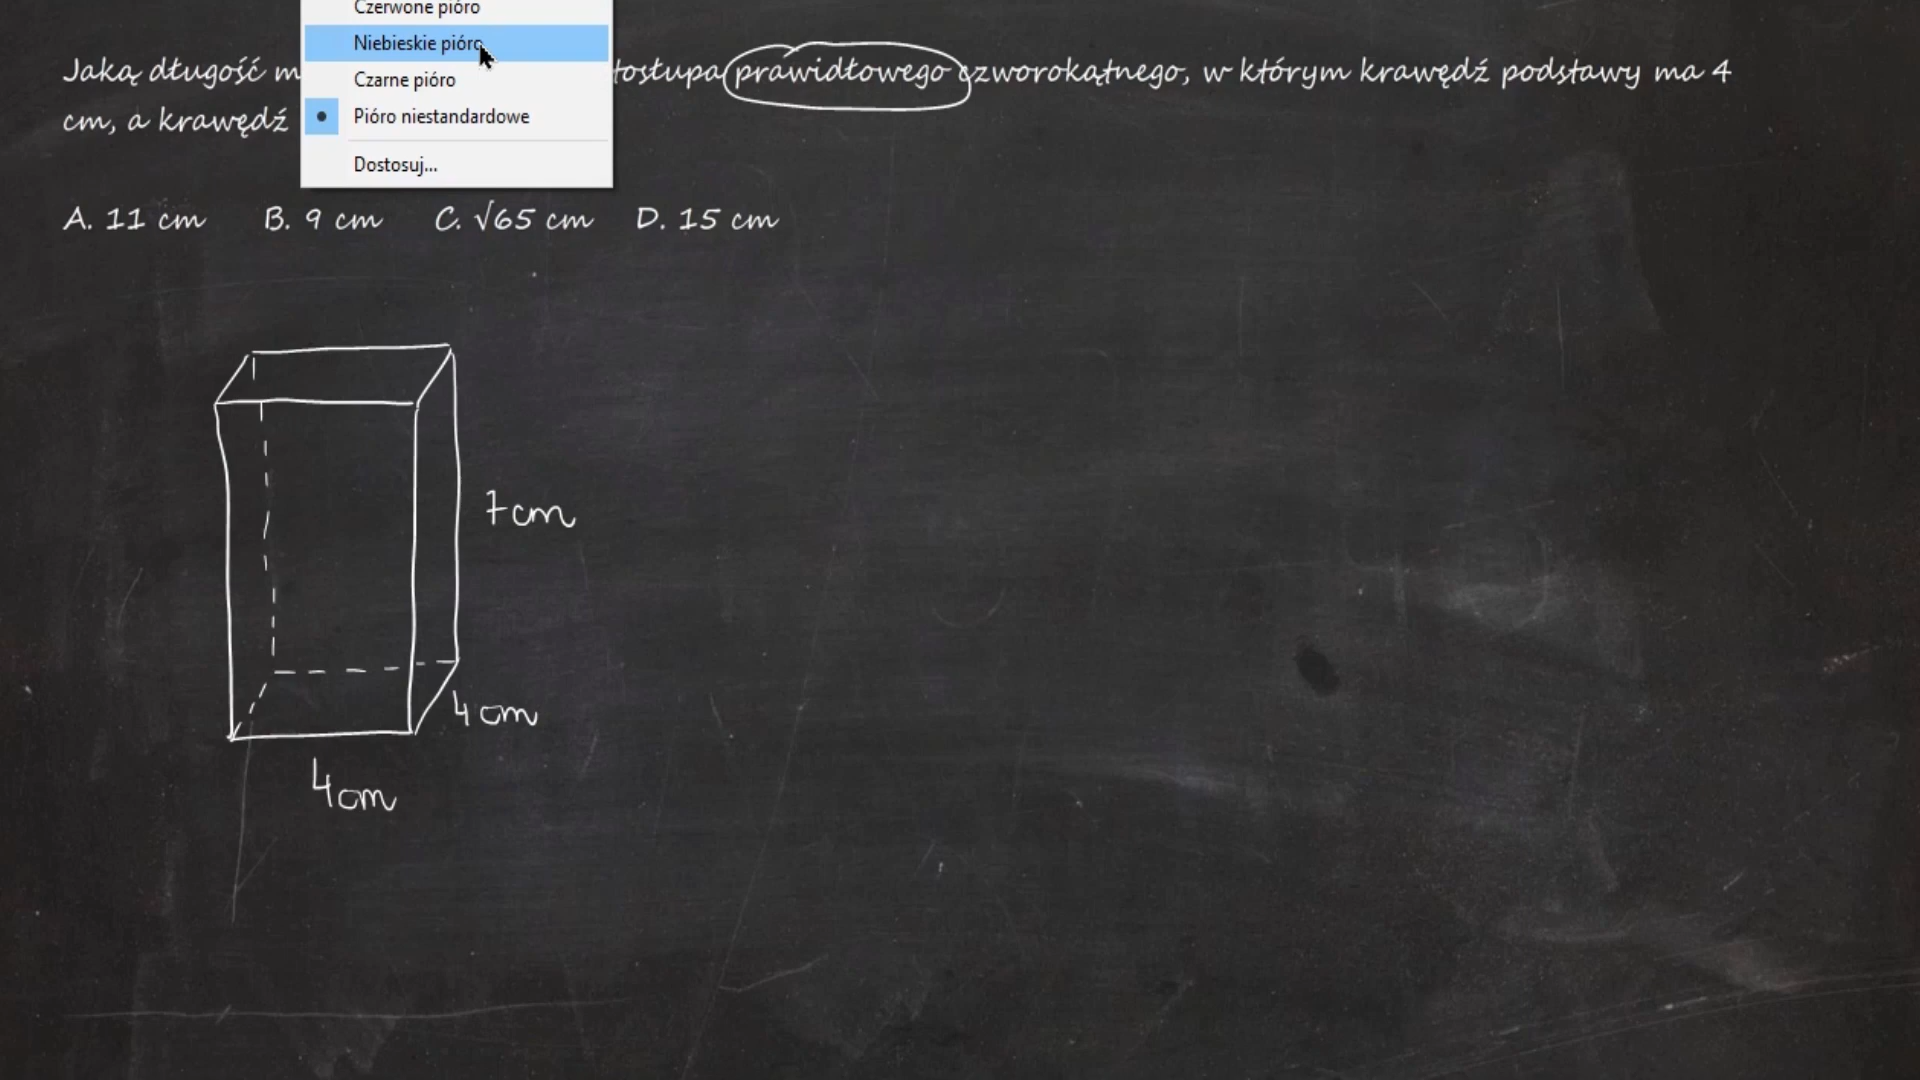 Czerwone pióro
Niebieskie pióro
Czarne pióro
Pióro niestandardowe
Dostosuj...
Jaką długość prawidłowego czworokątnego, w którym krawędź podstawy ma 4
cm, a krawędź
A. 11 cm B. 9 cm C. √65 cm D. 15 cm
7cm
4cm
4cm